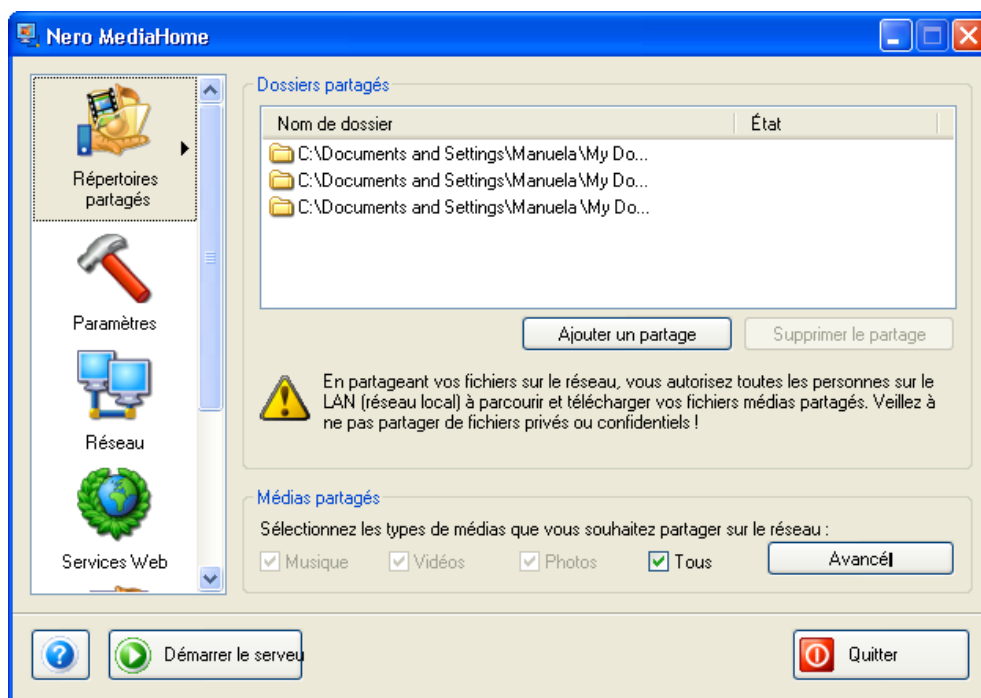 Nero MediaHome
Répertoires
partagés
Paramètres
Réseau
Services Web
Dossiers partagés
Nom de dossier État
C:\Documents and Settings\Manuela\My Do...
C:\Documents and Settings\Manuela\My Do...
C:\Documents and Settings\Manuela\My Do...
Ajouter un partage Supprimer le partage
En partageant vos fichiers sur le réseau, vous autorisez toutes les personnes sur le
LAN (réseau local) à parcourir et télécharger vos fichiers médias partagés. Veillez à
ne pas partager de fichiers privés ou confidentiels !
Médias partagés
Sélectionnez les types de médias que vous souhaitez partager sur le réseau :
Musique Vidéos Photos Tous Avancé
Démarrer le serveu Quitter